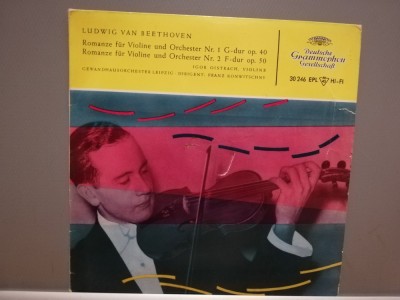 LUDWIG VAN BEETHOVEN
Romanze für Violine und Orchester Nr. 1 G-dur op. 40
Romanze für Violine und Orchester Nr. 2 F-dur op. 50
IGOR OISTRACH, VIOLINE
GEWANDHAUSORCHESTER LEIPZIG · DIRIGENT: FRANZ KONWITSCHNY
Deutsche
Grammophon
Gesellschaft
30 246 EPL HI-FI